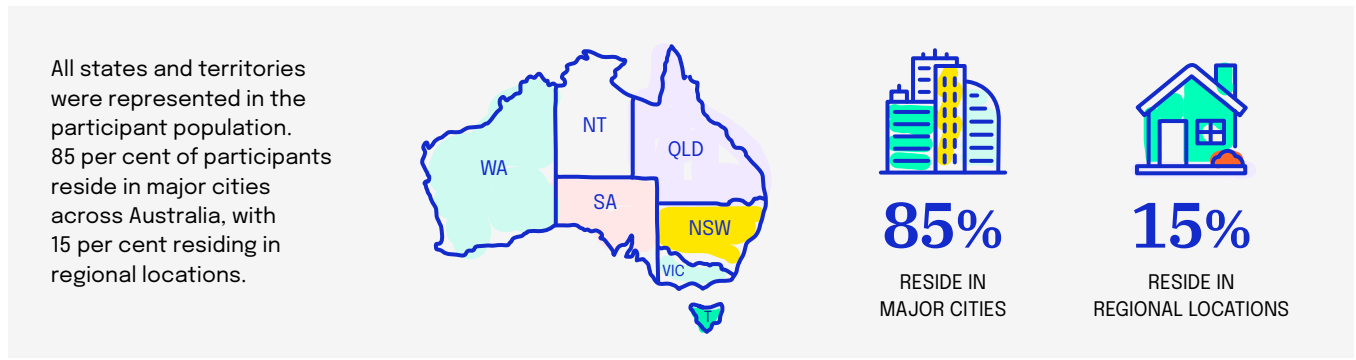 All states and territories
were represented in the
participant population.
85 per cent of participants
reside in major cities
across Australia, with
15 per cent residing in
regional locations.
WA
NT
QLD
SA
NSW
VIC
T
85%
RESIDE IN
MAJOR CITIES
15%
RESIDE IN
REGIONAL LOCATIONS